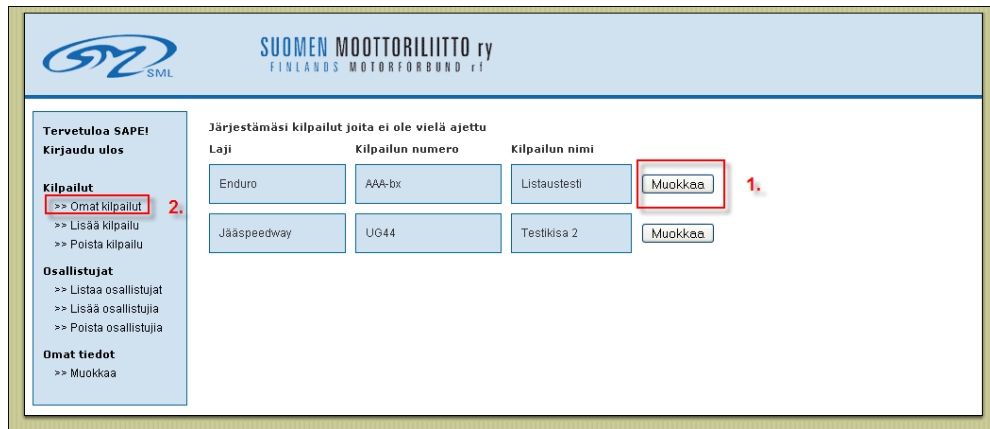 SML
SUOMEN MOOTTORILIITTO ry
FINLANDS MOTORFORBUND rf
Tervetuloa SAPE!
Kirjaudu ulos
Kilpailut
>> Omat kilpailut
2.
>> Lisää kilpailu
>> Poista kilpailu
Osallistujat
>> Listaa osallistujat
>> Lisää osallistujia
>> Poista osallistujia
Omat tiedot
>> Muokkaa
Järjestämäsi kilpailut joita ei ole vielä ajettu
Laji Kilpailun numero Kilpailun nimi
Enduro AAA-bx Listaustesti Muokkaa 1.
Jääspeedway UG44 Testikisa 2 Muokkaa